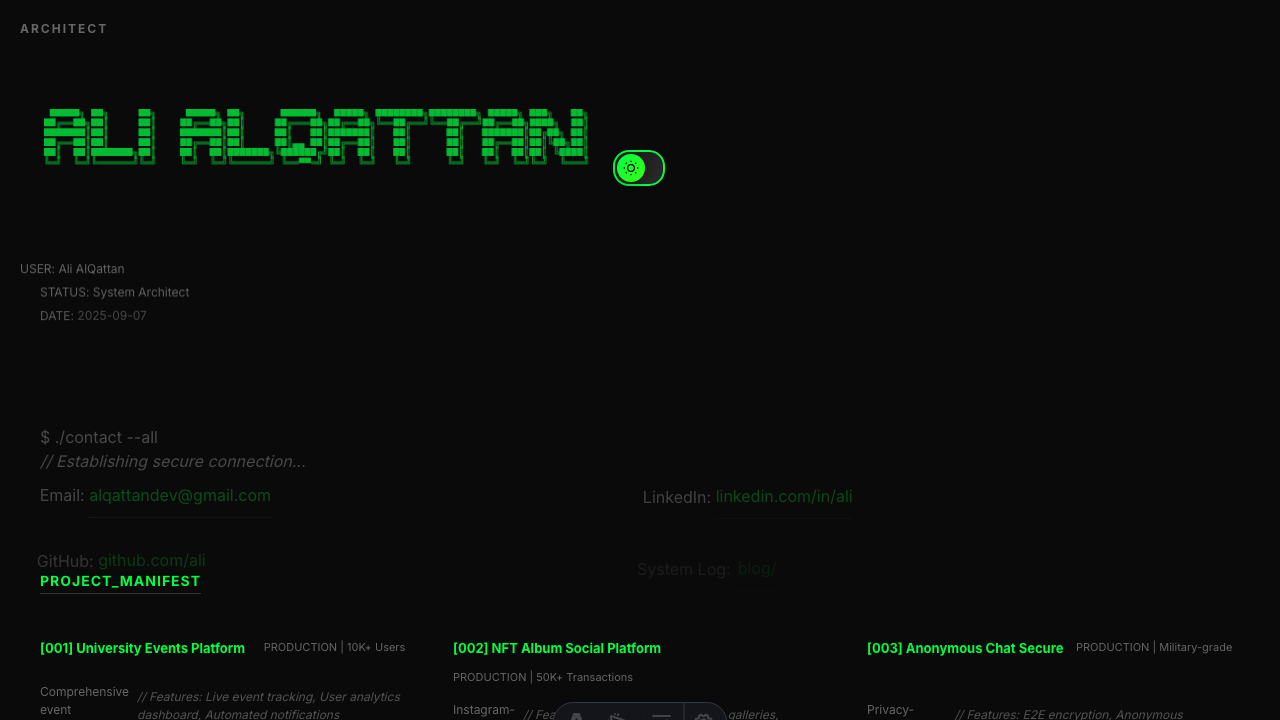 ARCHITECT
ALI ALQATTAN
USER: Ali AlQattan
STATUS: System Architect
DATE: 2025-09-07
$ ./contact --all
// Establishing secure connection...
Email: alqattandev@gmail.com
LinkedIn: linkedin.com/in/ali
GitHub: github.com/ali
System Log: blog/
PROJECT_MANIFEST
[001] University Events Platform PRODUCTION | 10K+ Users
Comprehensive
event
// Features: Live event tracking, User analytics
dashboard, Automated notifications
[002] NFT Album Social Platform
PRODUCTION | 50K+ Transactions
Instagram-
// Fea
galleries,
[003] Anonymous Chat Secure PRODUCTION | Military-grade
Privacy-
// Features: E2E encryption, Anonymous